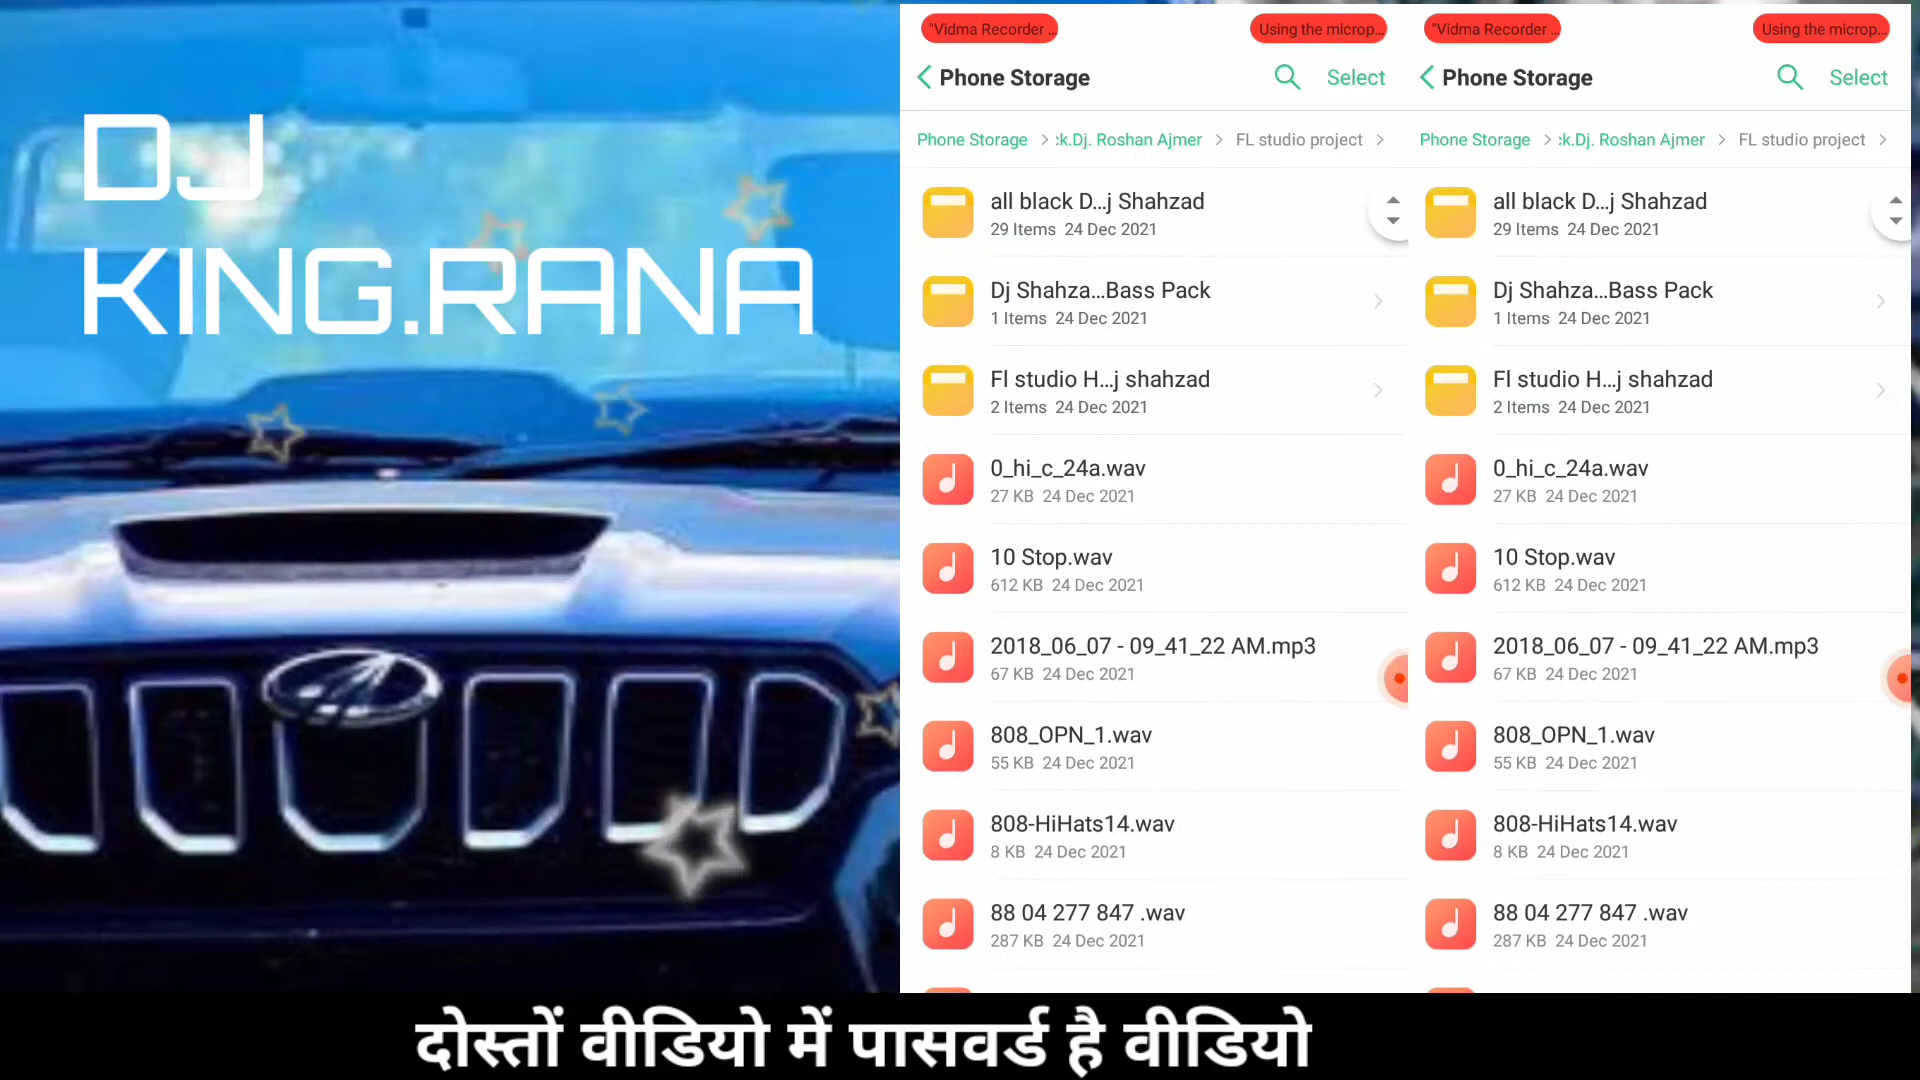 DJ
KING.RANA
"Vidma Recorder ...
Using the microp...
Phone Storage
Select
Phone Storage
:k.Dj. Roshan Ajmer
FL studio project
all black D...j Shahzad
29 Items 24 Dec 2021
Dj Shahza...Bass Pack
1 Items 24 Dec 2021
Fl studio H...j shahzad
2 Items 24 Dec 2021
0_hi_c_24a.wav
27 KB 24 Dec 2021
10 Stop.wav
612 KB 24 Dec 2021
2018_06_07 - 09_41_22 AM.mp3
67 KB 24 Dec 2021
808_OPN_1.wav
55 KB 24 Dec 2021
808-HiHats14.wav
8 KB 24 Dec 2021
88 04 277 847 .wav
287 KB 24 Dec 2021
"Vidma Recorder ...
Using the microp...
Phone Storage
Select
Phone Storage
:k.Dj. Roshan Ajmer
FL studio project
all black D...j Shahzad
29 Items 24 Dec 2021
Dj Shahza...Bass Pack
1 Items 24 Dec 2021
Fl studio H...j shahzad
2 Items 24 Dec 2021
0_hi_c_24a.wav
27 KB 24 Dec 2021
10 Stop.wav
612 KB 24 Dec 2021
2018_06_07 - 09_41_22 AM.mp3
67 KB 24 Dec 2021
808_OPN_1.wav
55 KB 24 Dec 2021
808-HiHats14.wav
8 KB 24 Dec 2021
88 04 277 847 .wav
287 KB 24 Dec 2021
दोस्तों वीडियो में पासवर्ड है वीडियो